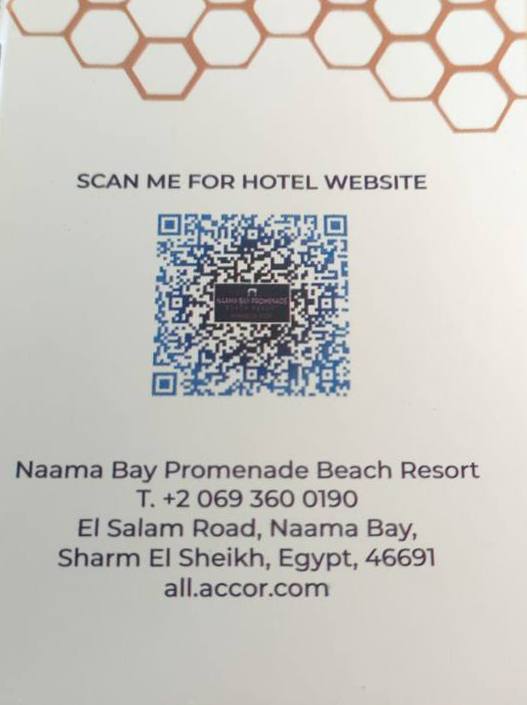 SCAN ME FOR HOTEL WEBSITE
NAAMA BAY PROMENADE
Naama Bay Promenade Beach Resort
T. +2 069 360 0190
El Salam Road, Naama Bay,
Sharm El Sheikh, Egypt, 46691
all.accor.com